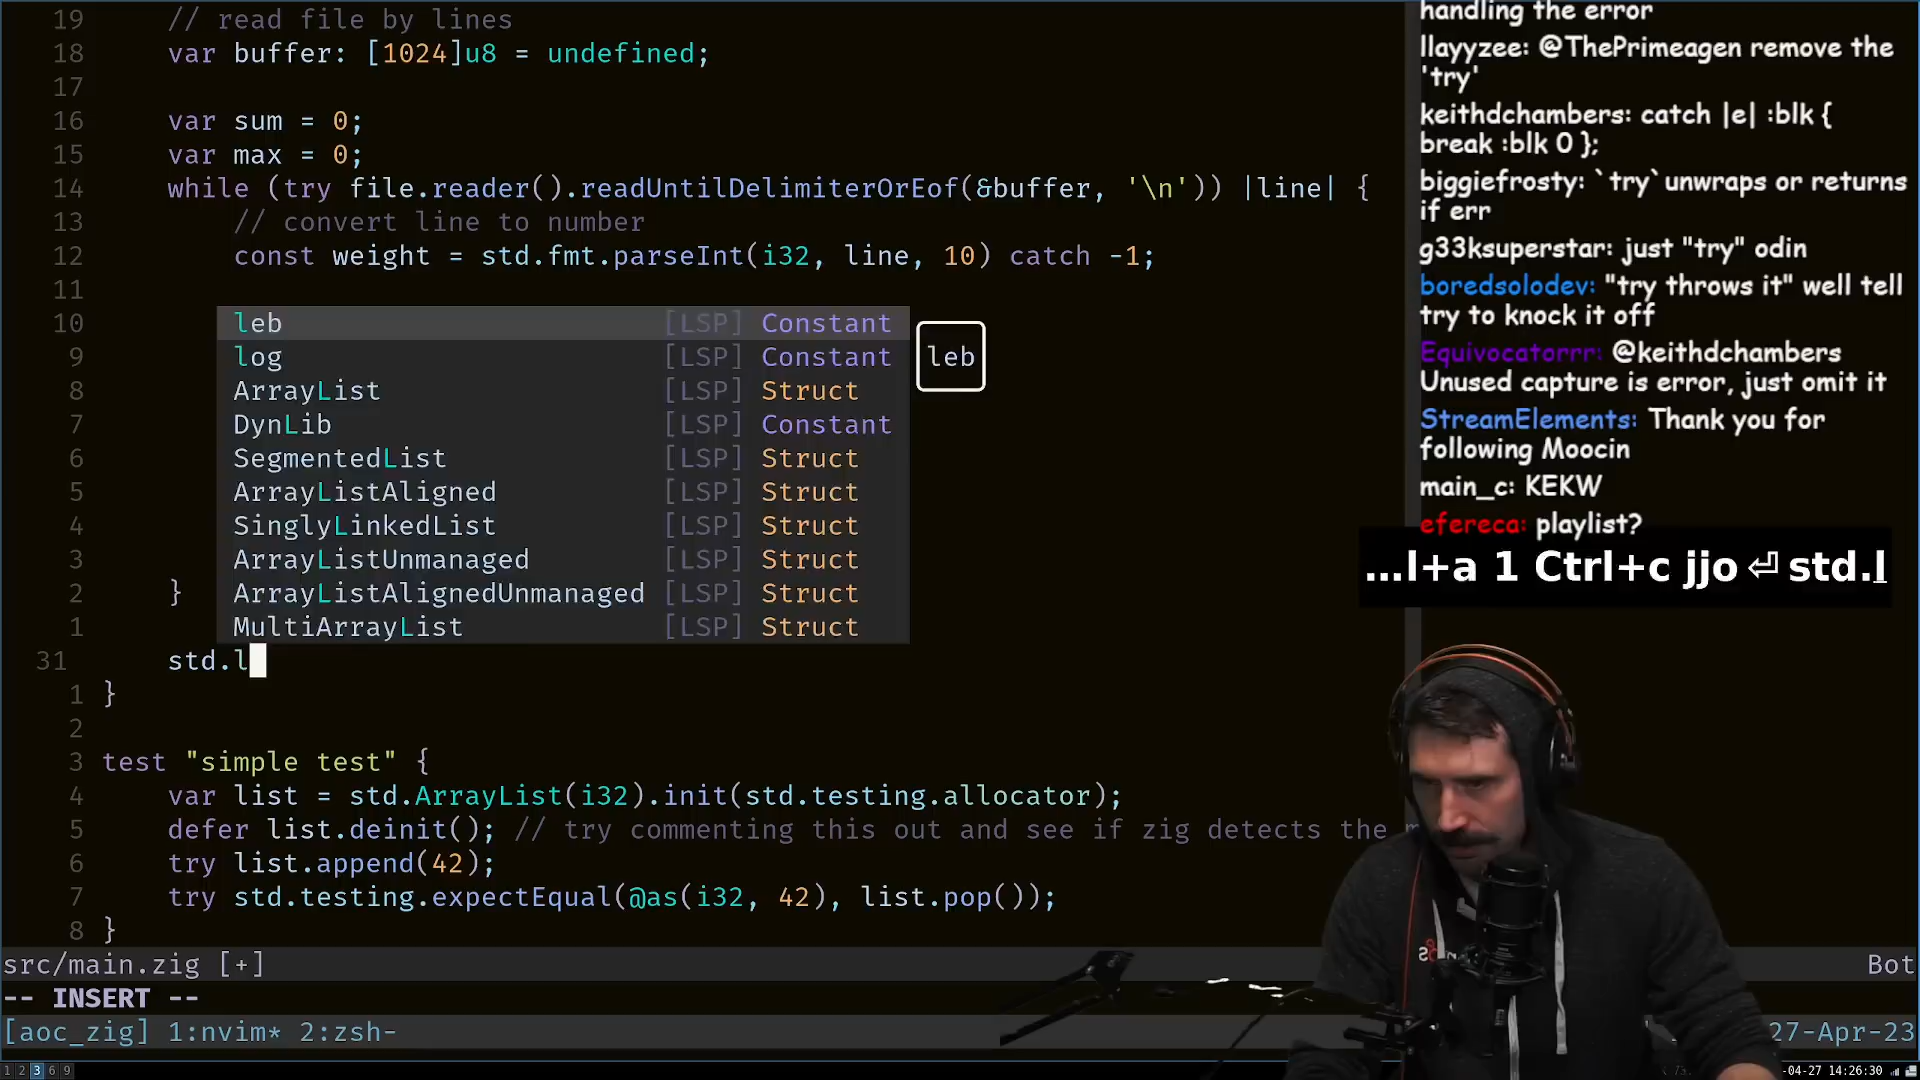 19 // read file by lines
18 var buffer: [1024]u8 = undefined;
17
16 var sum = 0;
15 var max = 0;
14 while (try file.reader().readUntilDelimiterOrEof(&buffer, '\n')) |line| {
13 // convert line to number
12 const weight = std.fmt.parseInt(i32, line, 10) catch -1;
11
10 leb [LSP] Constant
9 log [LSP] Constant
leb
8 ArrayList [LSP] Struct
7 DynLib [LSP] Constant
6 SegmentedList [LSP] Struct
5 ArrayListAligned [LSP] Struct
4 SinglyLinkedList [LSP] Struct
3 ArrayListUnmanaged [LSP] Struct
2 } ArrayListAlignedUnmanaged [LSP] Struct
1 MultiArrayList [LSP] Struct
31 std.l
1 }
2
3 test "simple test" {
4 var list = std.ArrayList(i32).init(std.testing.allocator);
5 defer list.deinit(); // try commenting this out and see if zig detects the
6 try list.append(42);
7 try std.testing.expectEqual(@as(i32, 42), list.pop());
8 }
src/main.zig [+] Bot
-- INSERT --
[aoc_zig] 1:nvim* 2:zsh- 27-Apr-23
1 2 3 6 9 -04-27 14:26:30
handling the error
llayyzee: @ThePrimeagen remove the
'try'
keithdchambers: catch |e| :blk {
break :blk 0 };
biggiefrosty: `try`unwraps or returns
if err
g33ksuperstar: just "try" odin
boredsolodev: "try throws it" well tell
try to knock it off
Equivocatorrr: @keithdchambers
Unused capture is error, just omit it
StreamElements: Thank you for
following Moocin
main_c: KEKW
efereca: playlist?
...l+a 1 Ctrl+c jjo⏎ std.l